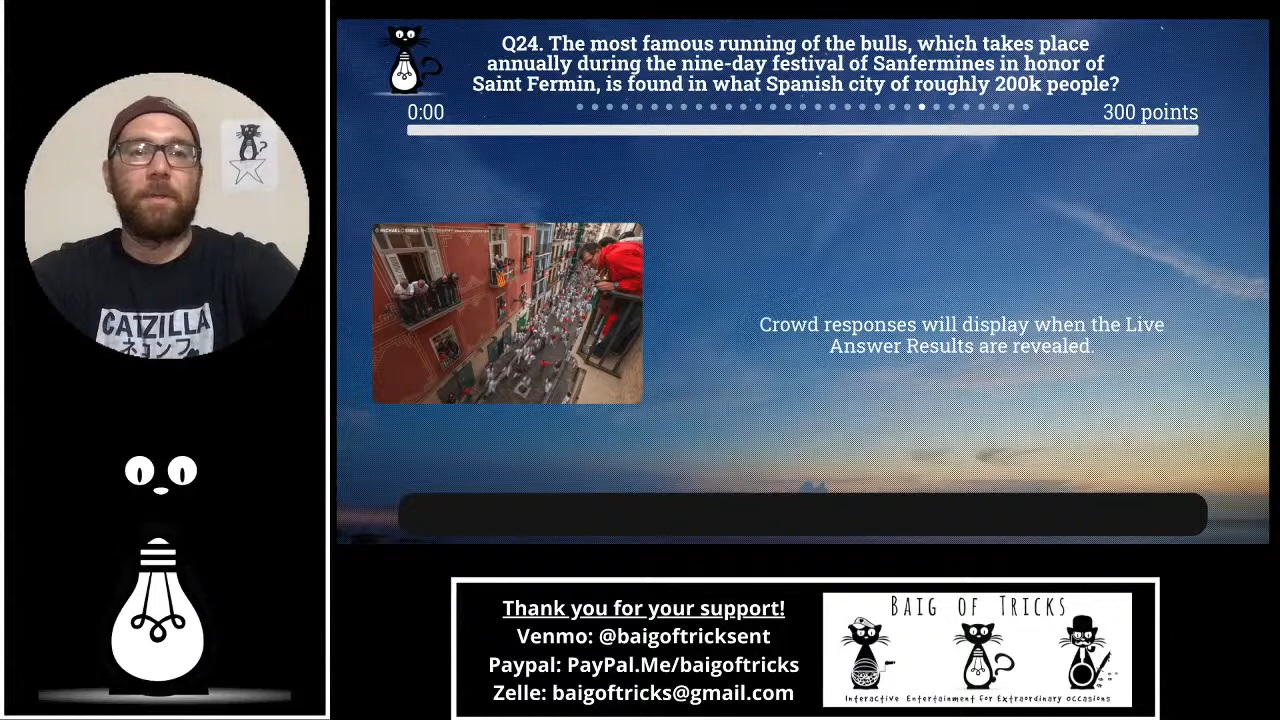 Q24. The most famous running of the bulls, which takes place
annually during the nine-day festival of Sanfermines in honor of
Saint Fermin, is found in what Spanish city of roughly 200k people?
0:00
300 points
CATZILLA
Crowd responses will display when the Live
Answer Results are revealed.
Thank you for your support!
Venmo: @baigoftricksent
Paypal: PayPal.Me/baigoftricks
Zelle: baigoftricks@gmail.com
BAIG OF TRICKS
Interactive Entertainment for Extraordinary Occasions